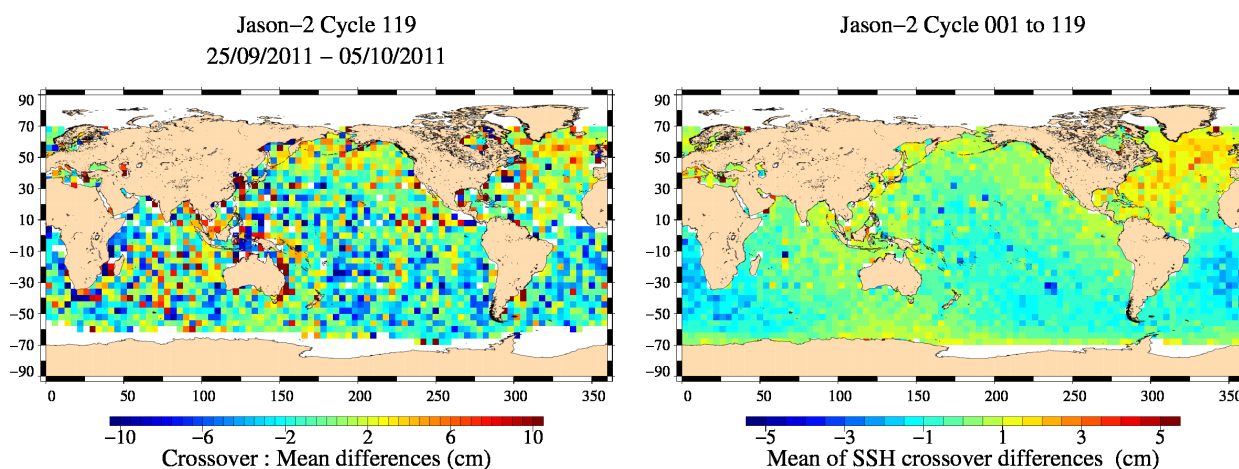 Jason−2 Cycle 119
25/09/2011 − 05/10/2011
90
70
50
30
10
−10
−30
−50
−70
−90
0 50 100 150 200 250 300 350
−10 −6 −2 2 6 10
Crossover : Mean differences (cm)
Jason−2 Cycle 001 to 119
90
70
50
30
10
−10
−30
−50
−70
−90
0 50 100 150 200 250 300 350
−5 −3 −1 1 3 5
Mean of SSH crossover differences (cm)